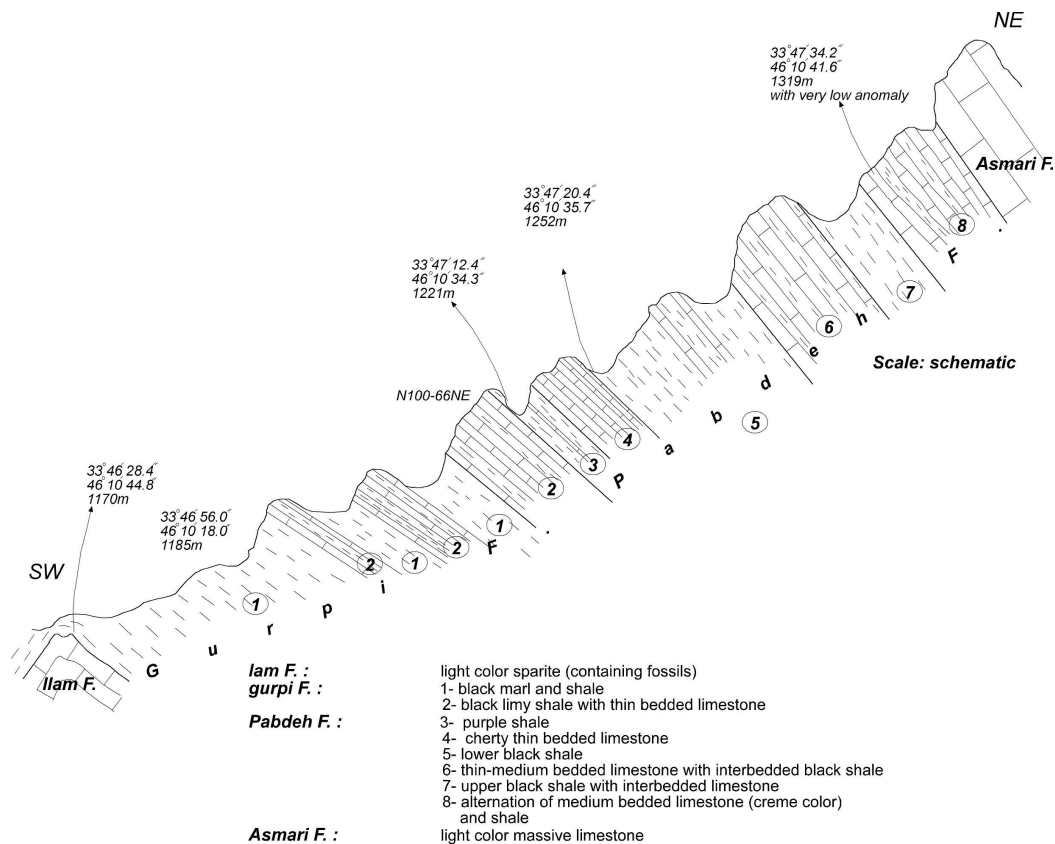 NE
33°47′34.2″
46°10′41.6″
1319m
with very low anomaly
Asmari F.
33°47′20.4″
46°10′35.7″
1252m
33°47′12.4″
46°10′34.3″
1221m
N100-66NE
33°46′28.4″
46°10′44.8″
1170m
33°46′56.0″
46°10′18.0″
1185m
SW
Ilam F.
Gurpi F.
Pabdeh F.
1
2
1
2
1
2
3
4
5
6
7
8
Scale: schematic
lam F. : light color sparite (containing fossils)
gurpi F. : 1- black marl and shale
2- black limy shale with thin bedded limestone
Pabdeh F. : 3- purple shale
4- cherty thin bedded limestone
5- lower black shale
6- thin-medium bedded limestone with interbedded black shale
7- upper black shale with interbedded limestone
8- alternation of medium bedded limestone (creme color)
and shale
Asmari F. : light color massive limestone